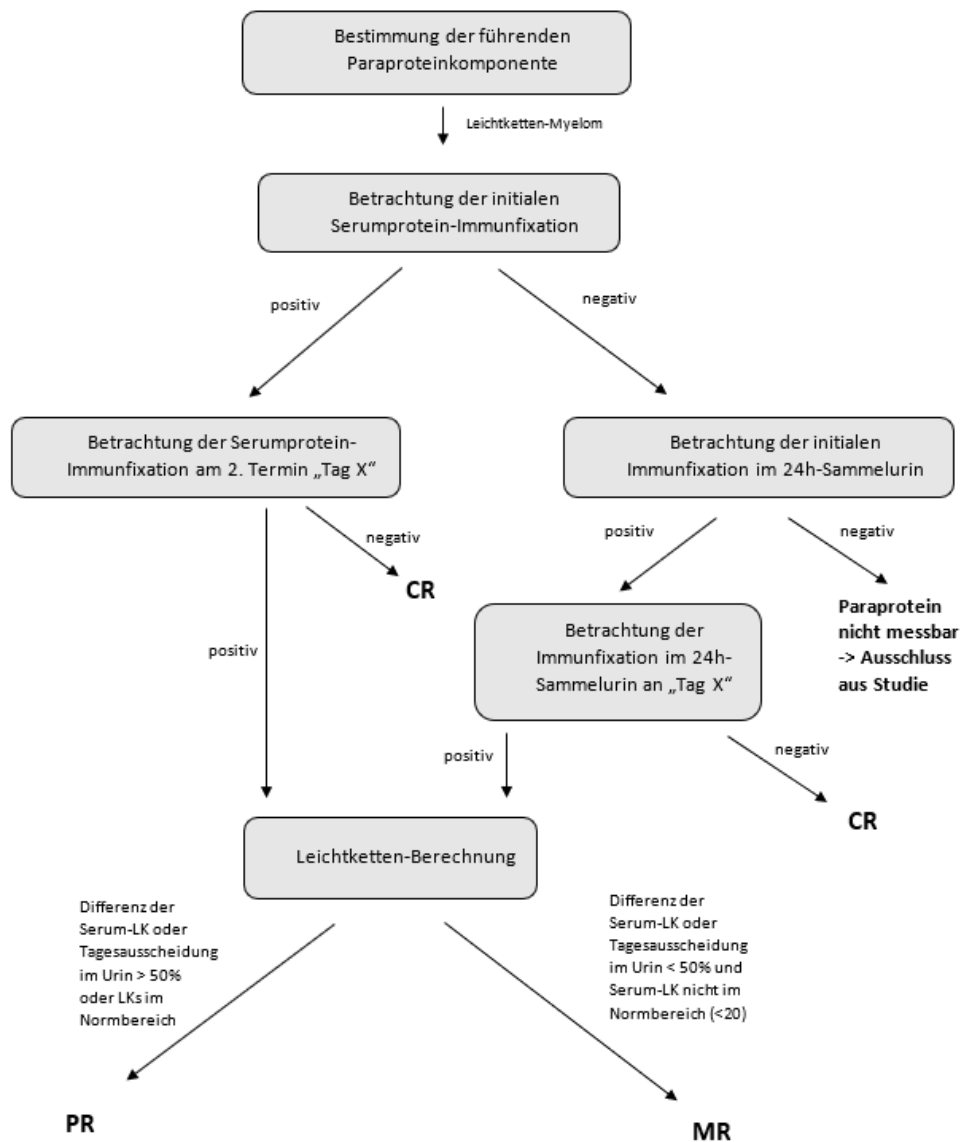 Bestimmung der führenden
Paraproteinkomponente
Leichtketten-Myelom
Betrachtung der initialen
Serumprotein-Immunfixation
positiv
negativ
Betrachtung der Serumprotein-
Immunfixation am 2. Termin „Tag X“
Betrachtung der initialen
Immunfixation im 24h-Sammelurin
negativ
CR
positiv
positiv
negativ
Betrachtung der
Immunfixation im 24h-
Sammelurin an „Tag X“
Paraprotein
nicht messbar
-> Ausschluss
aus Studie
positiv
negativ
CR
Leichtketten-Berechnung
Differenz der
Serum-LK oder
Tagesausscheidung
im Urin > 50%
oder LKs im
Normbereich
Differenz der
Serum-LK oder
Tagesausscheidung
im Urin < 50% und
Serum-LK nicht im
Normbereich (<20)
PR
MR